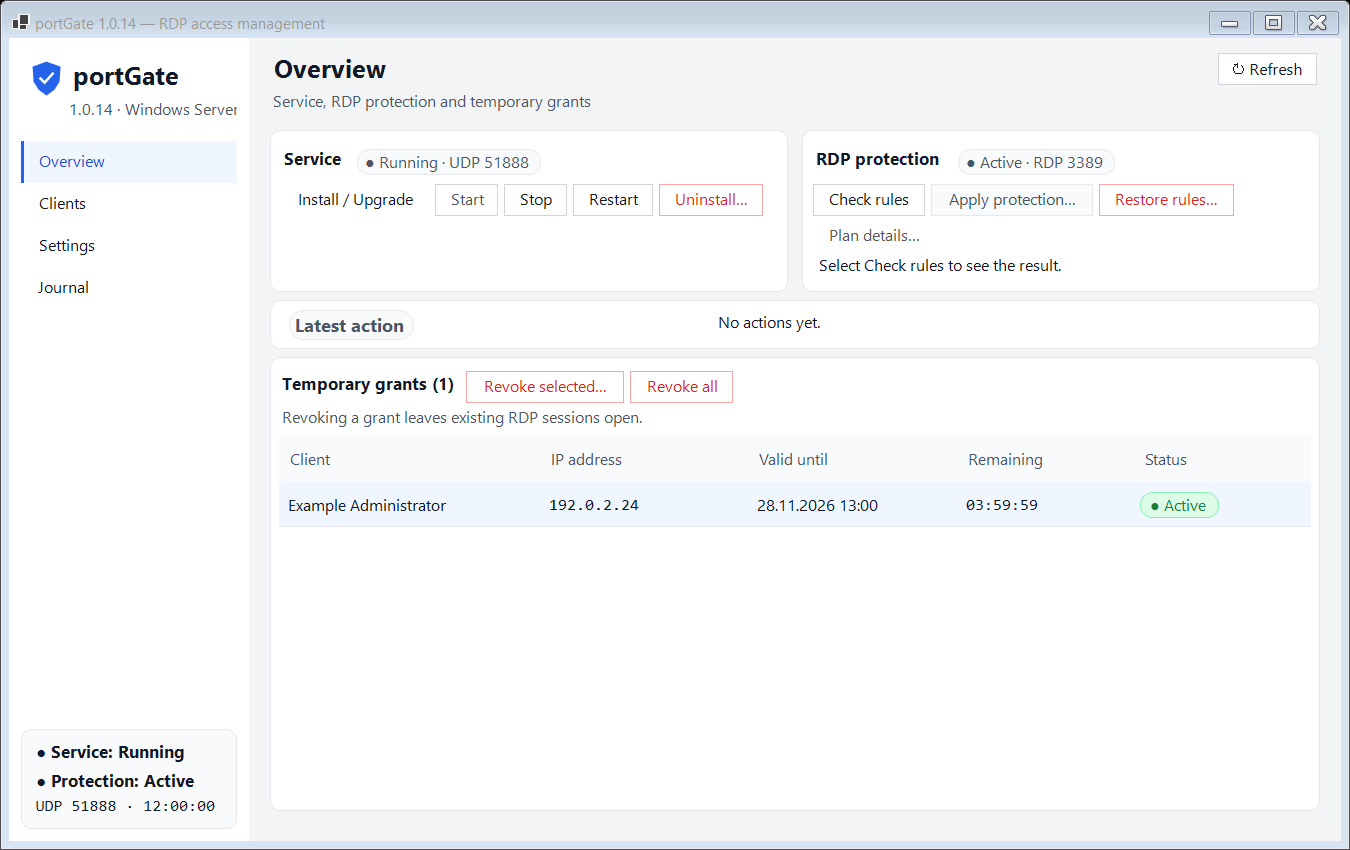 portGate 1.0.14 — RDP access management
portGate
1.0.14 · Windows Server
Overview
Clients
Settings
Journal
● Service: Running
● Protection: Active
UDP 51888 · 12:00:00
Overview
Service, RDP protection and temporary grants
↻ Refresh
Service ● Running · UDP 51888
Install / Upgrade Start Stop Restart Uninstall...
RDP protection ● Active · RDP 3389
Check rules Apply protection... Restore rules...
Plan details...
Select Check rules to see the result.
Latest action No actions yet.
Temporary grants (1) Revoke selected... Revoke all
Revoking a grant leaves existing RDP sessions open.
Client IP address Valid until Remaining Status
Example Administrator 192.0.2.24 28.11.2026 13:00 03:59:59 ● Active